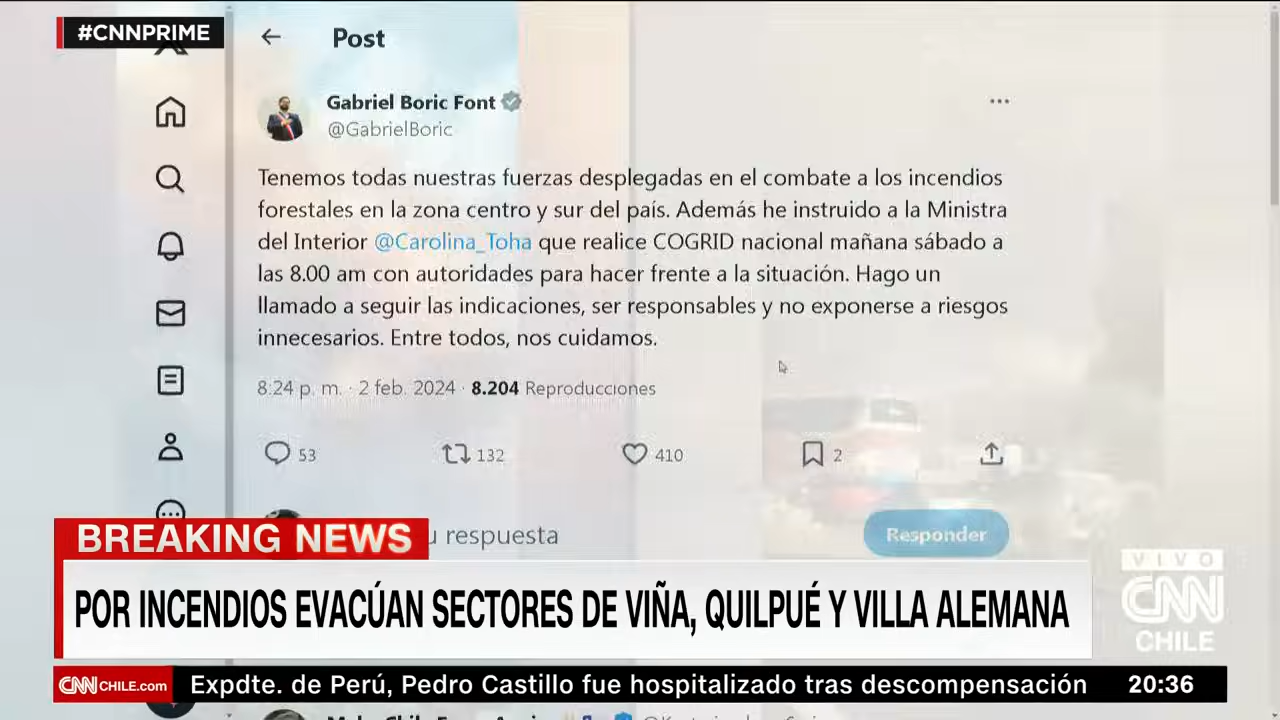 #CNNPRIME
Post
Gabriel Boric Font
@GabrielBoric
Tenemos todas nuestras fuerzas desplegadas en el combate a los incendios
forestales en la zona centro y sur del país. Además he instruido a la Ministra
del Interior @Carolina_Toha que realice COGRID nacional mañana sábado a
las 8.00 am con autoridades para hacer frente a la situación. Hago un
llamado a seguir las indicaciones, ser responsables y no exponerse a riesgos
innecesarios. Entre todos, nos cuidamos.
8:24 p. m. · 2 feb. 2024 · 8.204 Reproducciones
53 132 410 2
respuesta
Responder
BREAKING NEWS
POR INCENDIOS EVACÚAN SECTORES DE VIÑA, QUILPUÉ Y VILLA ALEMANA
VIVO
CNN
CHILE
CNNCHILE.com Expdte. de Perú, Pedro Castillo fue hospitalizado tras descompensación 20:36